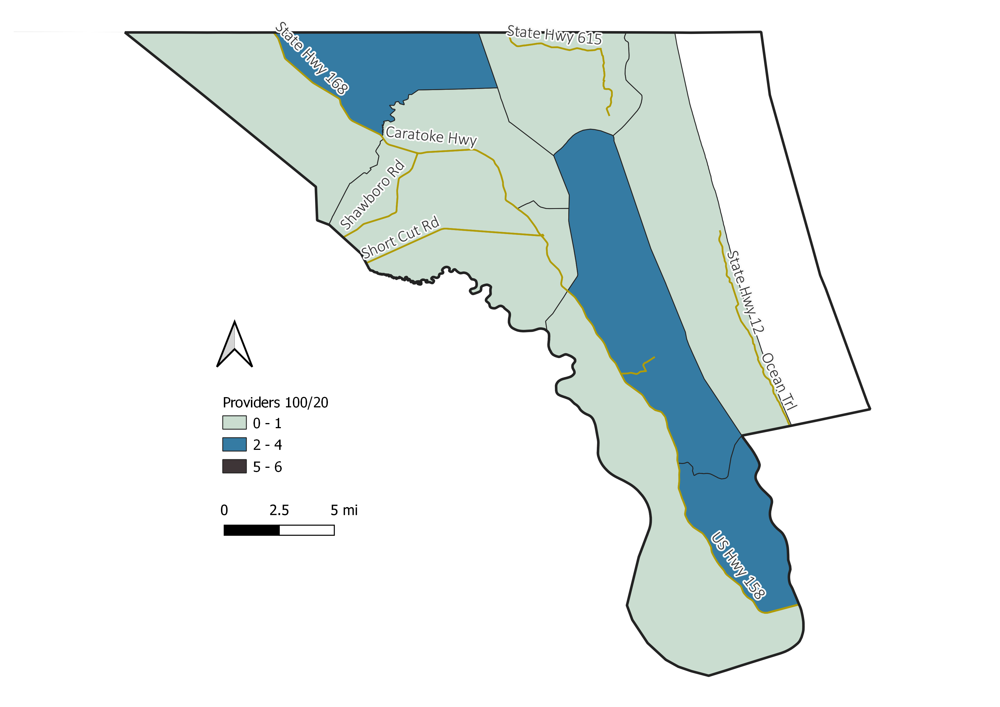 State Hwy 168
State Hwy 615
Caratoke Hwy
Shawboro Rd
Short Cut Rd
State Hwy 12
Ocean Trl
US Hwy 158
Providers 100/20
0 - 1
2 - 4
5 - 6
0 2.5 5 mi